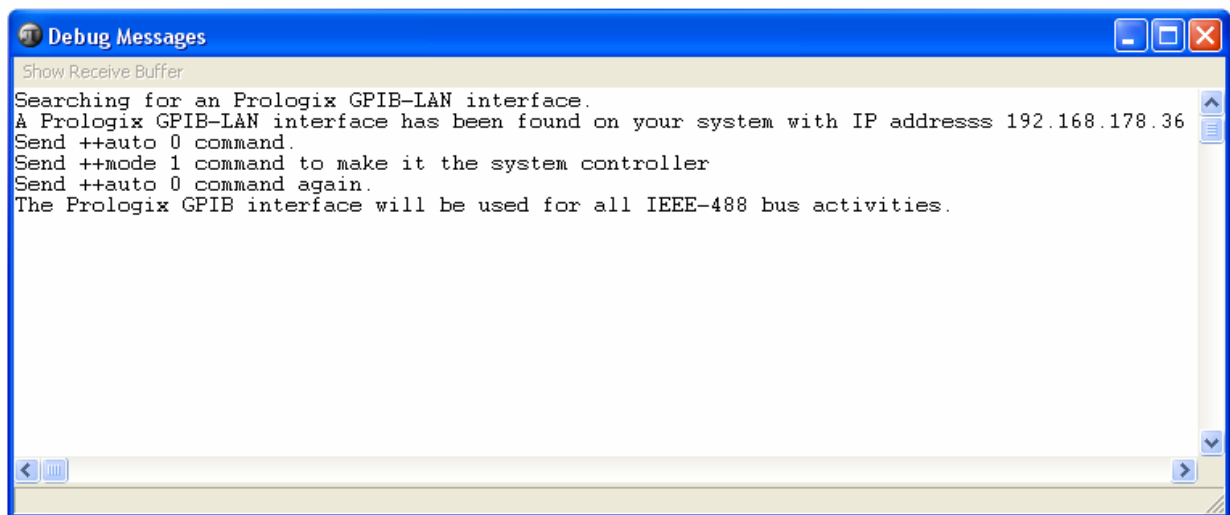 Debug Messages
Show Receive Buffer
Searching for an Prologix GPIB-LAN interface.
A Prologix GPIB-LAN interface has been found on your system with IP addresss 192.168.178.36
Send ++auto 0 command.
Send ++mode 1 command to make it the system controller
Send ++auto 0 command again.
The Prologix GPIB interface will be used for all IEEE-488 bus activities.